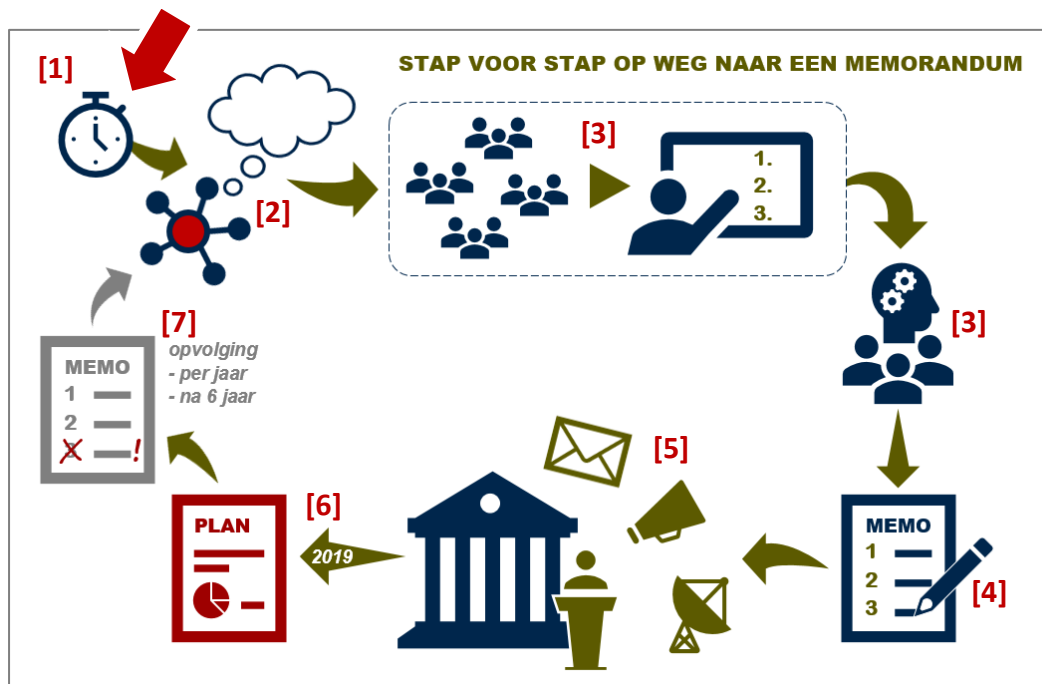 [1]
STAP VOOR STAP OP WEG NAAR EEN MEMORANDUM
[2]
[3]
1.
2.
3.
[3]
[7]
opvolging
- per jaar
- na 6 jaar
MEMO
1
2
3 !
[5]
[6]
PLAN
2019
MEMO
1
2
3
[4]